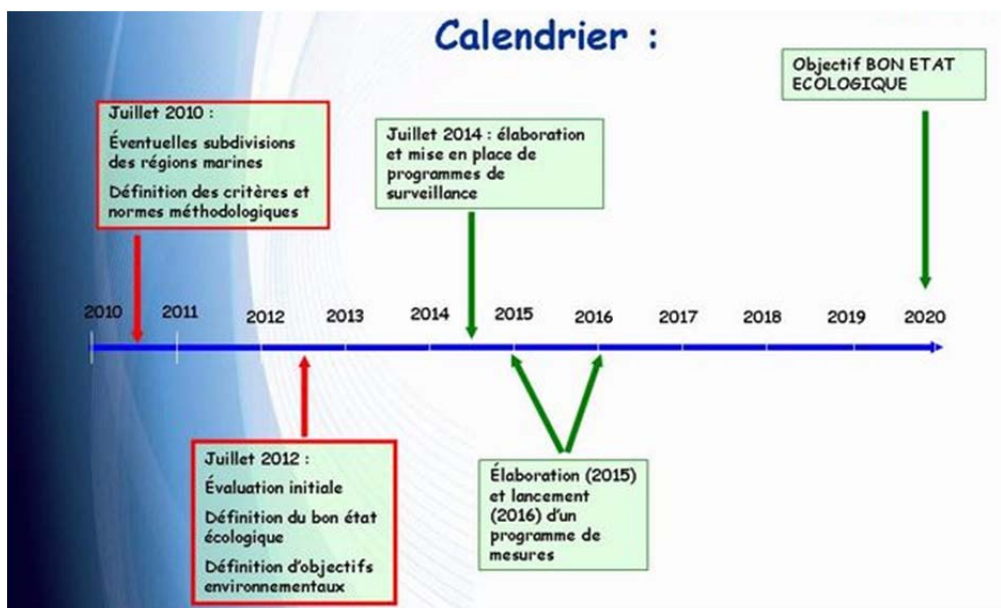 Calendrier :
Objectif BON ETAT
ECOLOGIQUE
Juillet 2010 :
Éventuelles subdivisions
des régions marines
Définition des critères et
normes méthodologiques
Juillet 2014 : élaboration
et mise en place de
programmes de
surveillance
2010 2011 2012 2013 2014 2015 2016 2017 2018 2019 2020
Juillet 2012 :
Évaluation initiale
Définition du bon état
écologique
Définition d'objectifs
environnementaux
Élaboration (2015)
et lancement
(2016) d'un
programme de
mesures